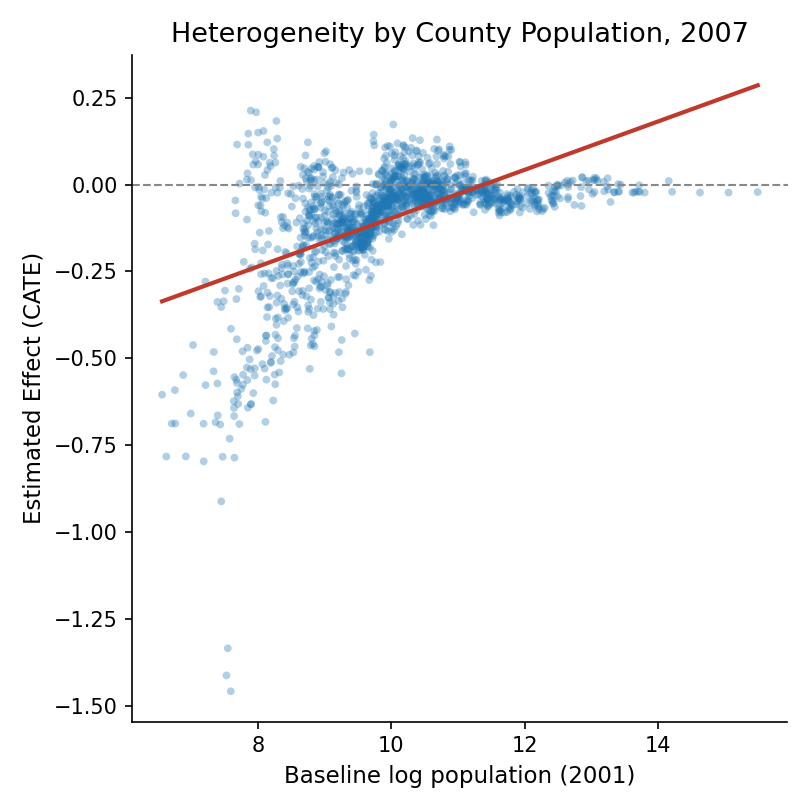 Heterogeneity by County Population, 2007
Estimated Effect (CATE)
0.25
0.00
−0.25
−0.50
−0.75
−1.00
−1.25
−1.50
8 10 12 14
Baseline log population (2001)